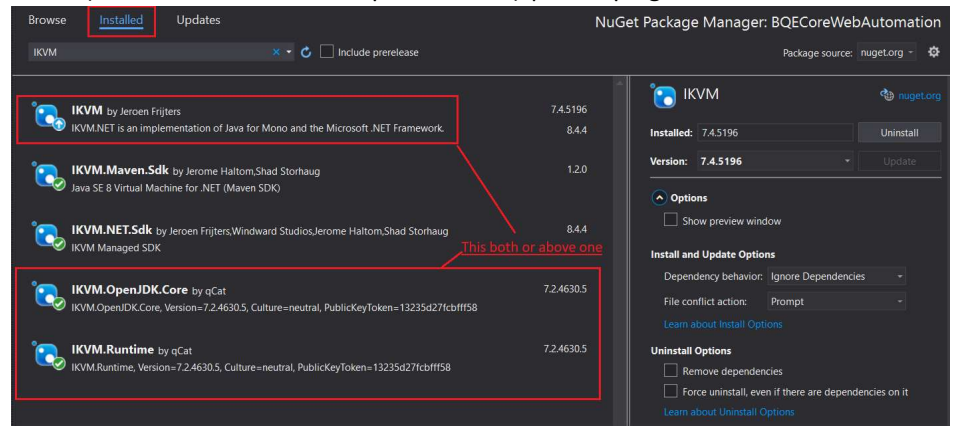 Browse Installed Updates NuGet Package Manager: BQECoreWebAutomation
IKVM Include prerelease Package source: nuget.org
IKVM by Jeroen Frijters 7.4.5196
IKVM.NET is an implementation of Java for Mono and the Microsoft .NET Framework. 8.4.4
IKVM.Maven.Sdk by Jerome Haltom,Shad Storhaug 1.2.0
Java SE 8 Virtual Machine for .NET (Maven SDK)
IKVM.NET.Sdk by Jeroen Frijters,Windward Studios,Jerome Haltom,Shad Storhaug 8.4.4
IKVM Managed SDK
This both or above one
IKVM.OpenJDK.Core by qCat 7.2.4630.5
IKVM.OpenJDK.Core, Version=7.2.4630.5, Culture=neutral, PublicKeyToken=13235d27fcbfff58
IKVM.Runtime by qCat 7.2.4630.5
IKVM.Runtime, Version=7.2.4630.5, Culture=neutral, PublicKeyToken=13235d27fcbfff58
IKVM nuget.org
Installed: 7.4.5196 Uninstall
Version: 7.4.5196 Update
Options
Show preview window
Install and Update Options
Dependency behavior: Ignore Dependencies
File conflict action: Prompt
Learn about Install Options
Uninstall Options
Remove dependencies
Force uninstall, even if there are dependencies on it
Learn about Uninstall Options